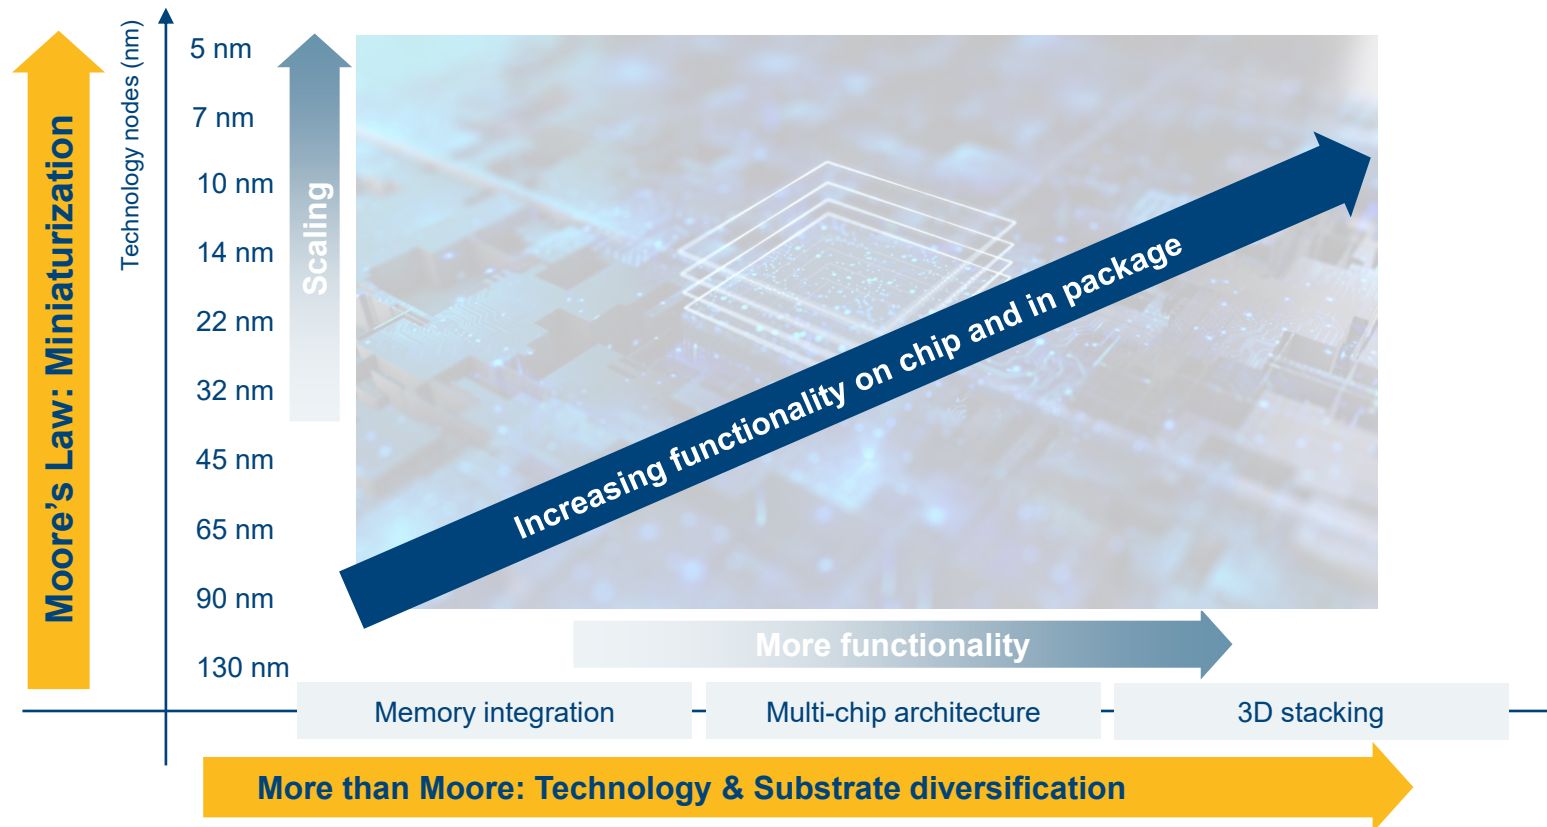 Moore’s Law: Miniaturization
Technology nodes (nm)
5 nm
7 nm
10 nm
14 nm
22 nm
32 nm
45 nm
65 nm
90 nm
130 nm
Scaling
Increasing functionality on chip and in package
More functionality
Memory integration
Multi-chip architecture
3D stacking
More than Moore: Technology & Substrate diversification